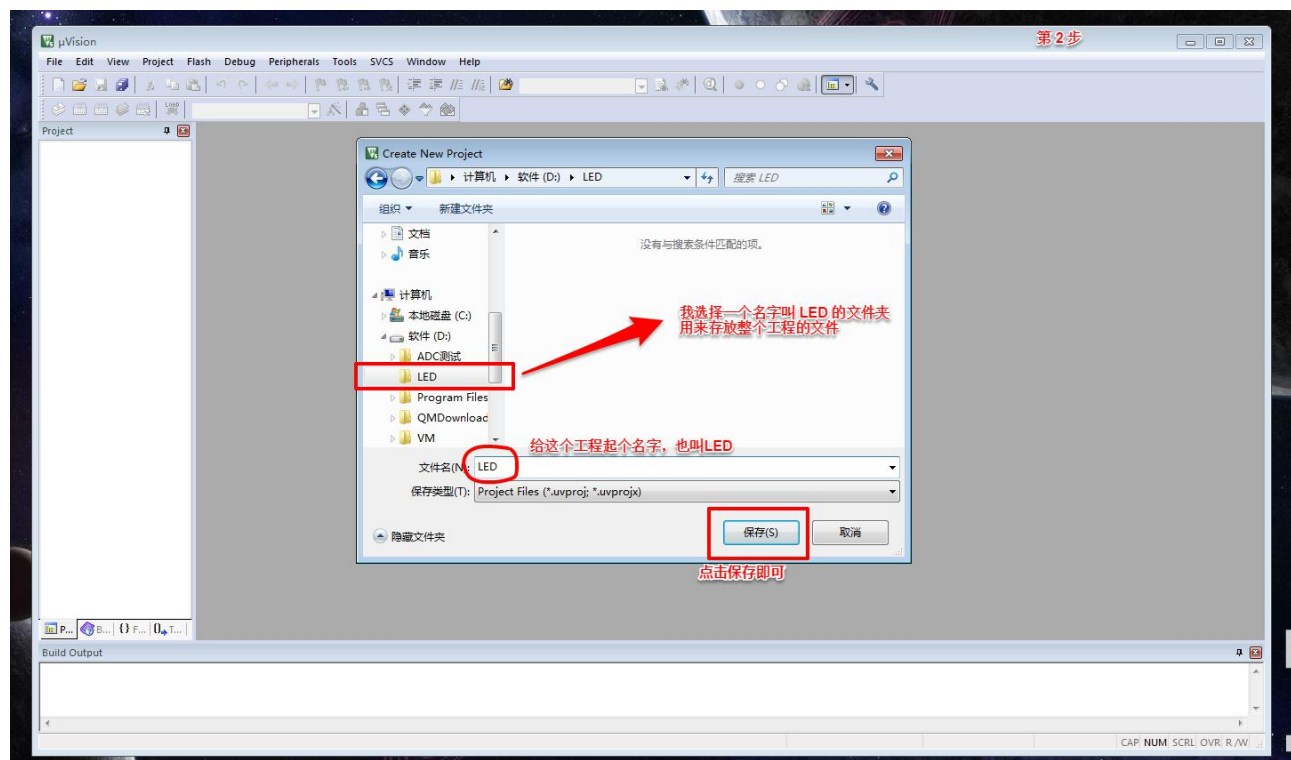 第 2 步
µVision
File Edit View Project Flash Debug Peripherals Tools SVCS Window Help
LOAD
Project
Create New Project
计算机 软件 (D:) LED
搜索 LED
组织 新建文件夹
文档
音乐
没有与搜索条件匹配的项。
计算机
本地磁盘 (C:)
软件 (D:)
ADC测试
LED
Program Files
QMDownload
VM
我选择一个名字叫 LED 的文件夹
用来存放整个工程的文件
给这个工程起个名字，也叫LED
文件名(N): LED
保存类型(T): Project Files (*.uvproj; *.uvprojx)
隐藏文件夹
保存(S) 取消
点击保存即可
P... B... {} F... 0 T...
Build Output
CAP NUM SCRL OVR R/W